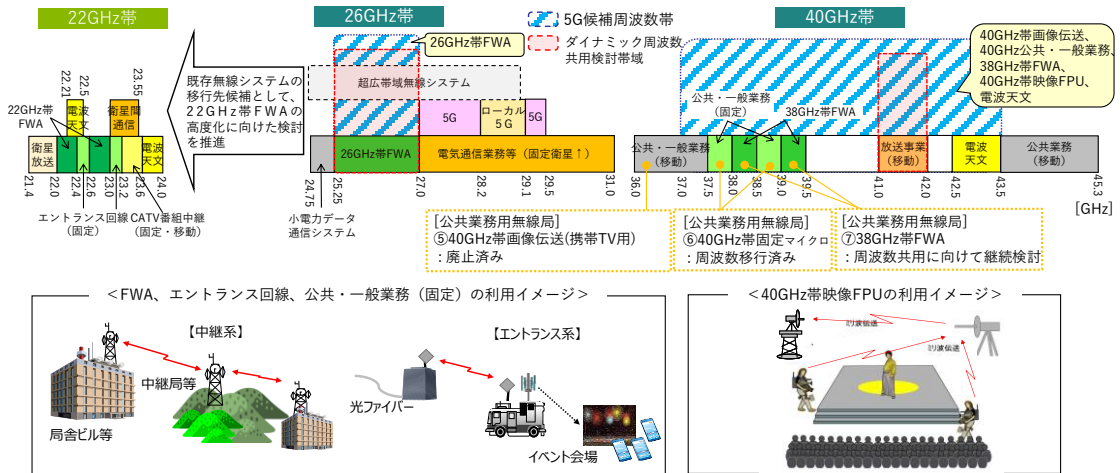 22GHz帯
26GHz帯
40GHz帯
5G候補周波数帯
ダイナミック周波数
共用検討帯域
26GHz帯FWA
40GHz帯画像伝送、
40GHz帯公共・一般業務、
38GHz帯FWA、
40GHz帯映像FPU、
電波天文
既存無線システムの
移行先候補として、
22GHz帯FWAの
高度化に向けた検討
を推進
22.21
22.5
23.55
22GHz帯
FWA
電波
天文
衛星間
通信
衛星
放送
電波
天文
21.4
22.0
22.4
22.6
23.0
23.2
23.6
24.0
エントランス回線
(固定)
CATV番組中継
(固定・移動)
超広帯域無線システム
5G
ローカル
5G
5G
26GHz帯FWA
電気通信業務等(固定衛星↑)
24.75
25.25
27.0
28.2
29.1
29.5
31.0
小電力データ
通信システム
公共・一般業務
(固定)
38GHz帯FWA
公共・一般業務
(移動)
放送事業
(移動)
電波
天文
公共業務
(移動)
36.0
37.0
37.5
38.0
38.5
39.0
39.5
41.0
42.0
42.5
43.5
45.3
[GHz]
[公共業務用無線局]
⑤40GHz帯画像伝送(携帯TV用)
:廃止済み
[公共業務用無線局]
⑥40GHz帯固定マイクロ
:周波数移行済み
[公共業務用無線局]
⑦38GHz帯FWA
:周波数共用に向けて継続検討
<FWA、エントランス回線、公共・一般業務(固定)の利用イメージ>
【中継系】
中継局等
局舎ビル等
【エントランス系】
光ファイバー
イベント会場
<40GHz帯映像FPUの利用イメージ>
ミリ波伝送
ミリ波伝送